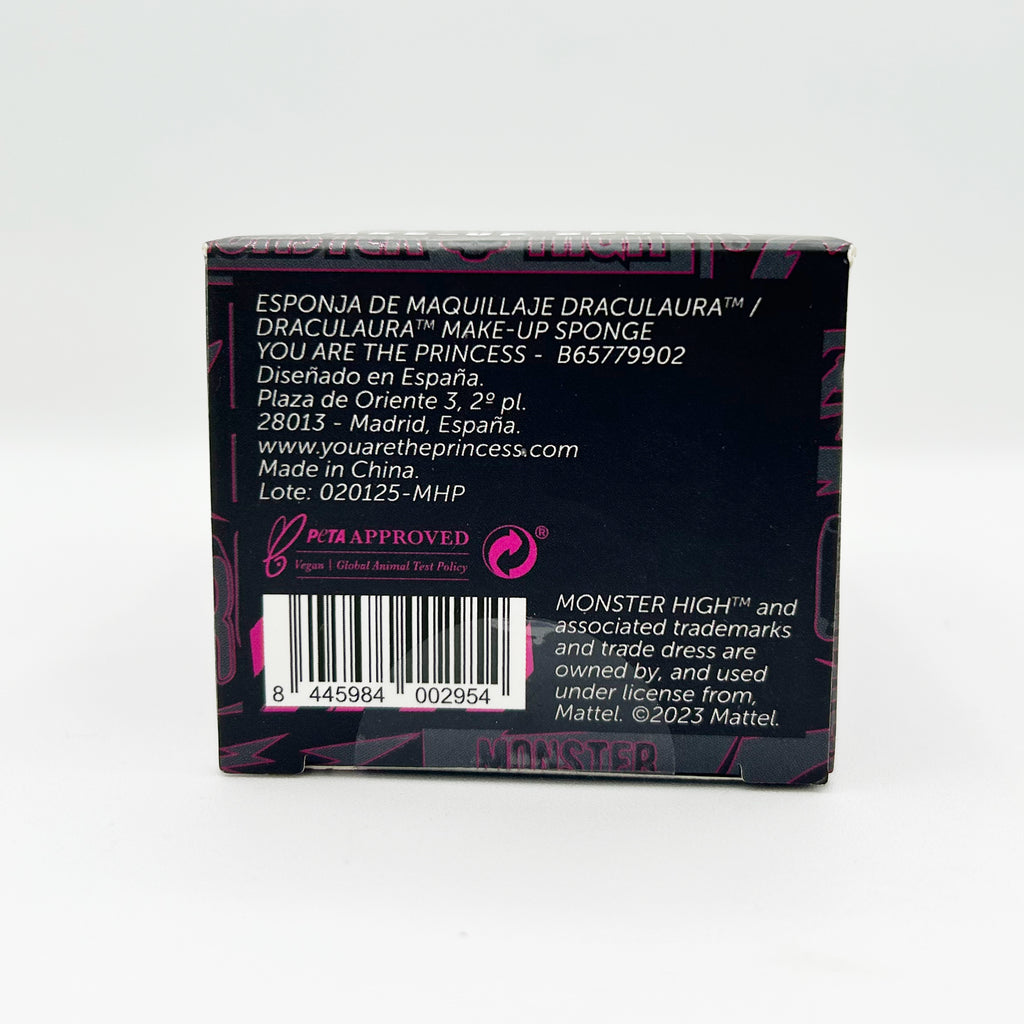 ESPONJA DE MAQUILLAJE DRACULAURA™ /
DRACULAURA™ MAKE-UP SPONGE
YOU ARE THE PRINCESS - B65779902
Diseñado en España.
Plaza de Oriente 3, 2º pl.
28013 - Madrid, España.
www.youaretheprincess.com
Made in China.
Lote: 020125-MHP
PETA APPROVED ®
Vegan | Global Animal Test Policy
8 445984 002954
MONSTER HIGH™ and
associated trademarks
and trade dress are
owned by, and used
under license from,
Mattel. ©2023 Mattel.
MONSTER